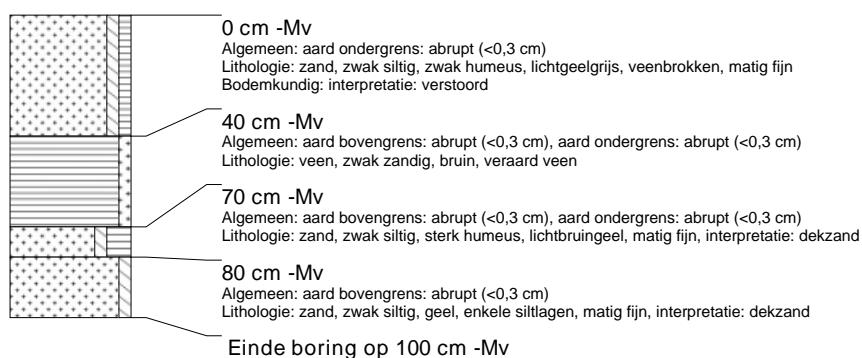 0 cm -Mv
Algemeen: aard ondergrens: abrupt (<0,3 cm)
Lithologie: zand, zwak siltig, zwak humeus, lichtgeelgrijs, veenbrokken, matig fijn
Bodemkundig: interpretatie: verstoord
40 cm -Mv
Algemeen: aard bovengrens: abrupt (<0,3 cm), aard ondergrens: abrupt (<0,3 cm)
Lithologie: veen, zwak zandig, bruin, veraard veen
70 cm -Mv
Algemeen: aard bovengrens: abrupt (<0,3 cm), aard ondergrens: abrupt (<0,3 cm)
Lithologie: zand, zwak siltig, sterk humeus, lichtbruingeel, matig fijn, interpretatie: dekzand
80 cm -Mv
Algemeen: aard bovengrens: abrupt (<0,3 cm)
Lithologie: zand, zwak siltig, geel, enkele siltlagen, matig fijn, interpretatie: dekzand
Einde boring op 100 cm -Mv